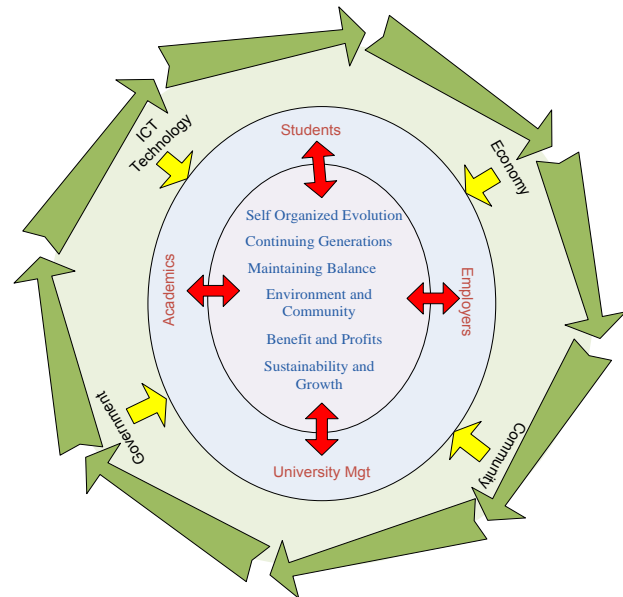 Students
ICT
Technology
Economy
Self Organized Evolution
Continuing Generations
Maintaining Balance
Environment and
Community
Benefit and Profits
Sustainability and
Growth
Academics
Employers
Government
Community
University Mgt